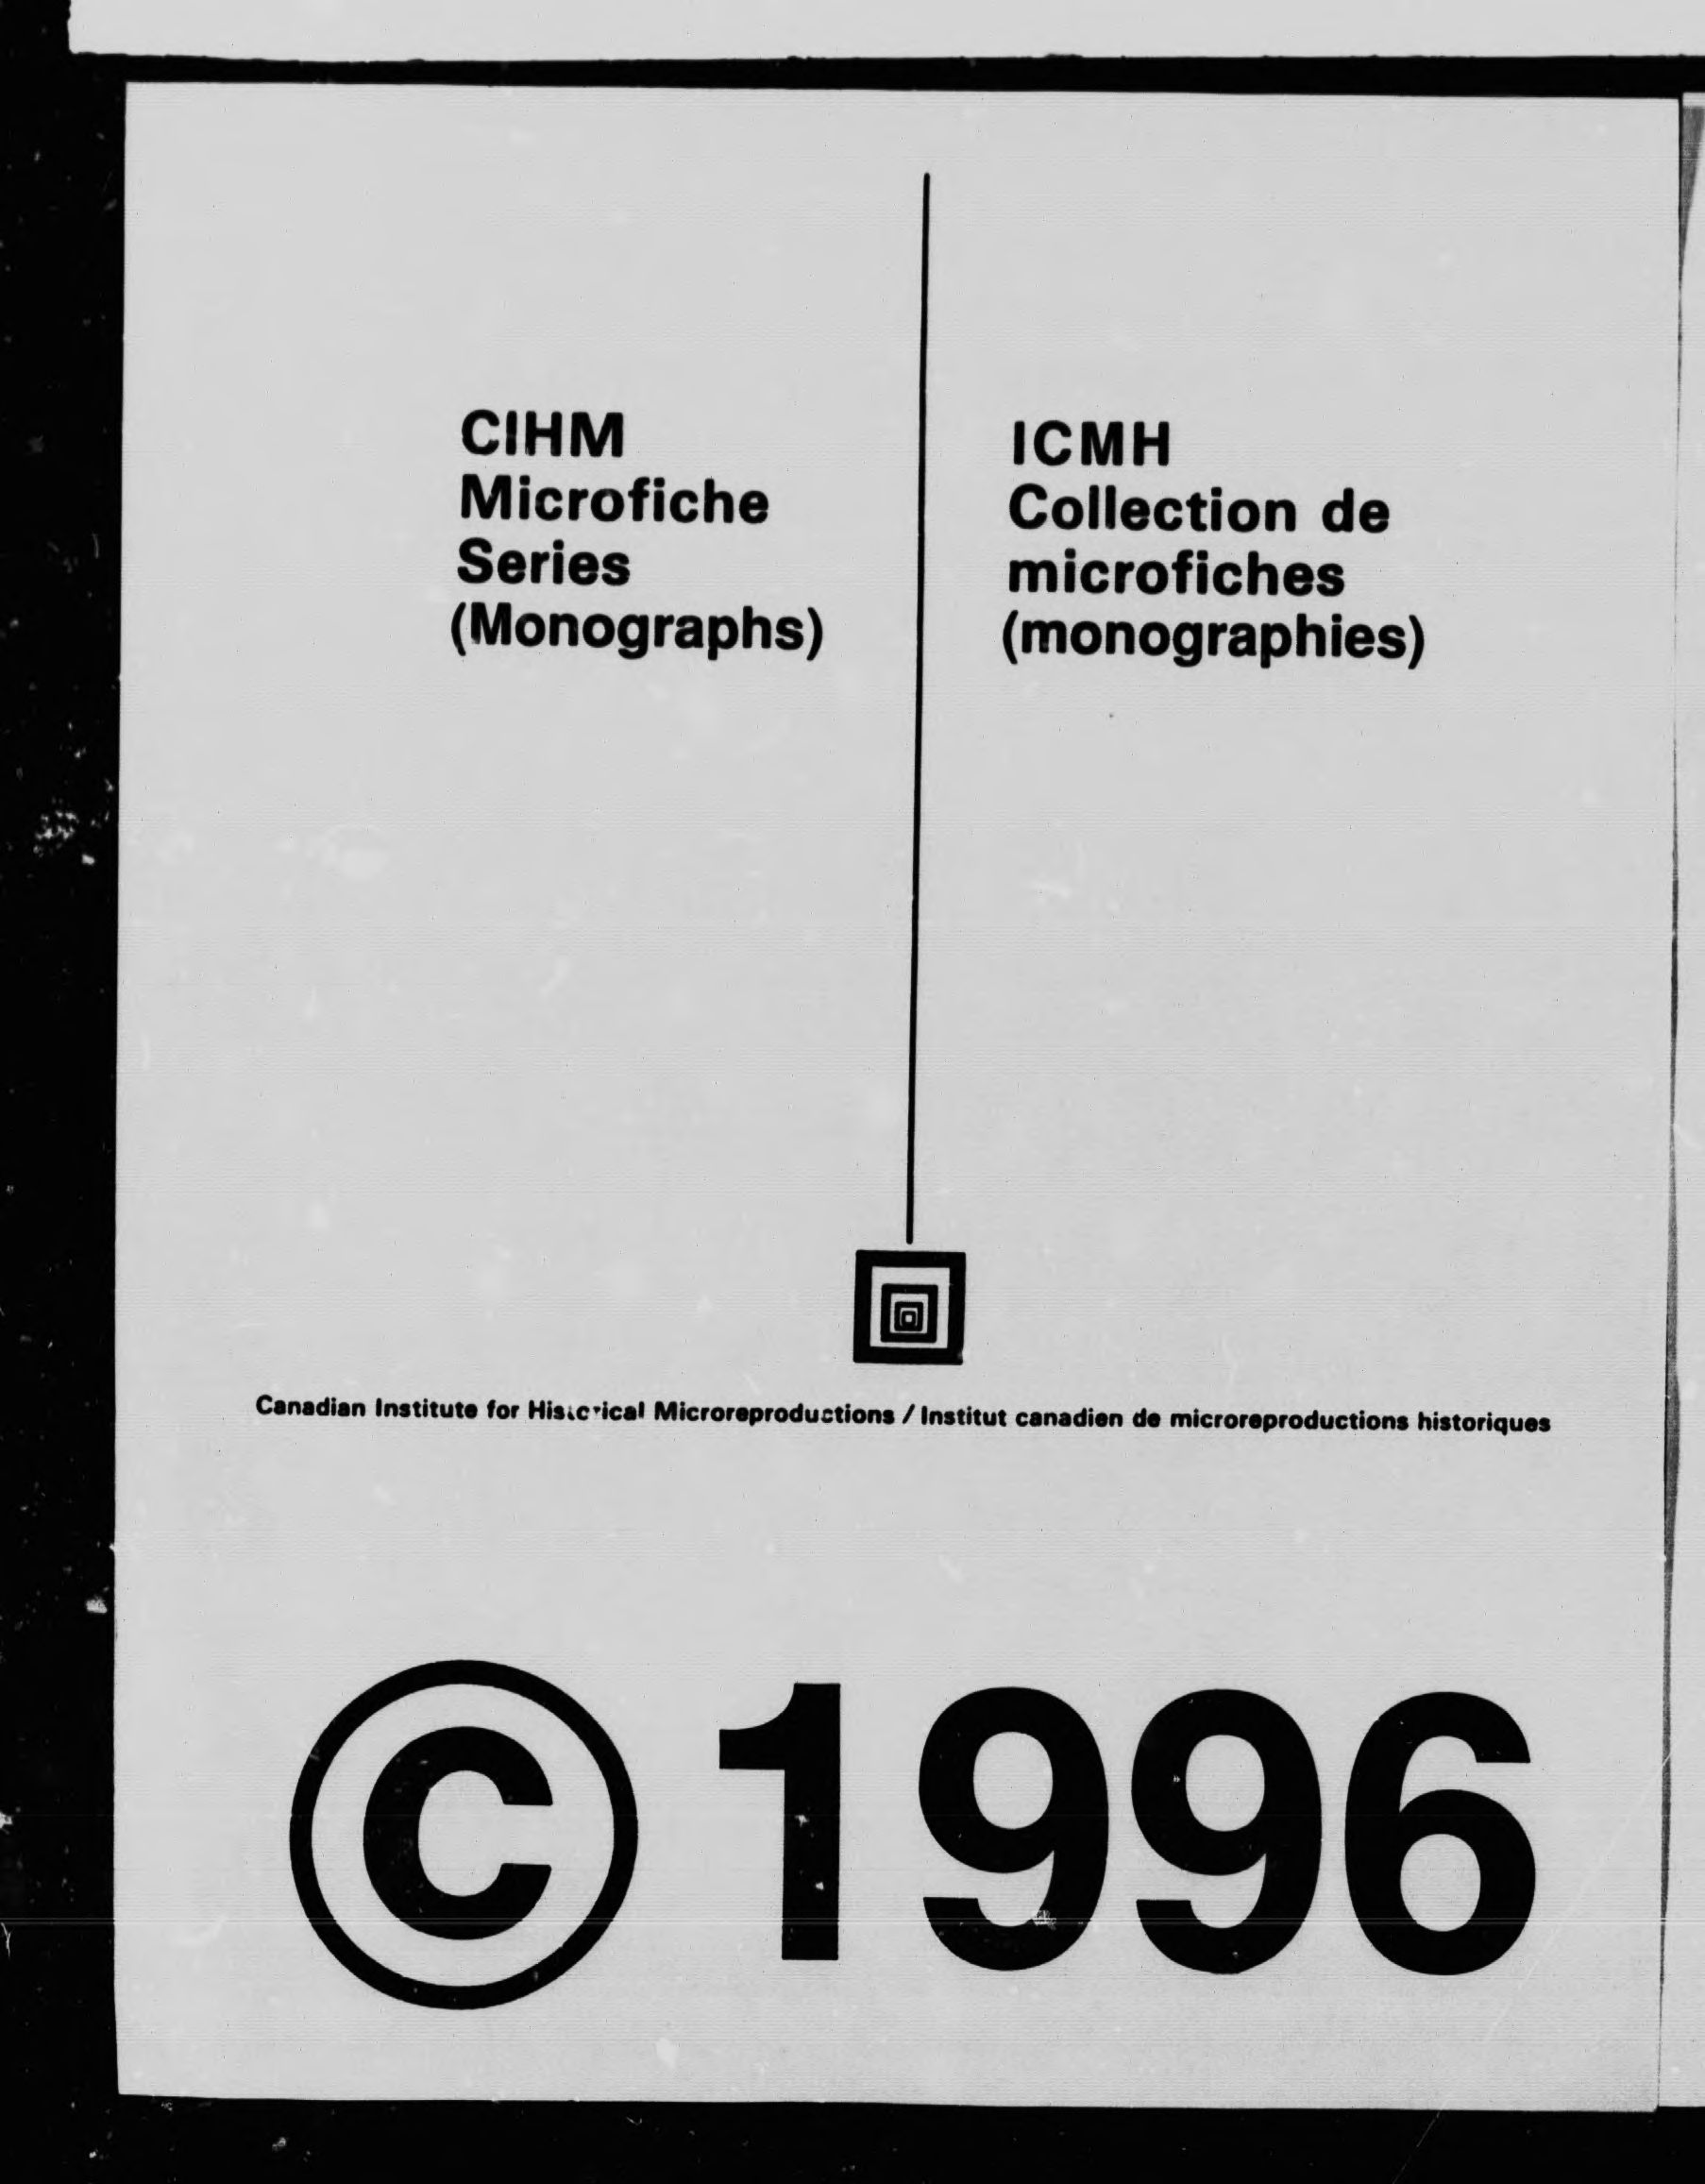 CIHM
Microfiche
Series
(Monographs)
ICMH
Collection de
microfiches
(monographies)
Canadian Institute for Historical Microreproductions / Institut canadien de microreproductions historiques
© 1996